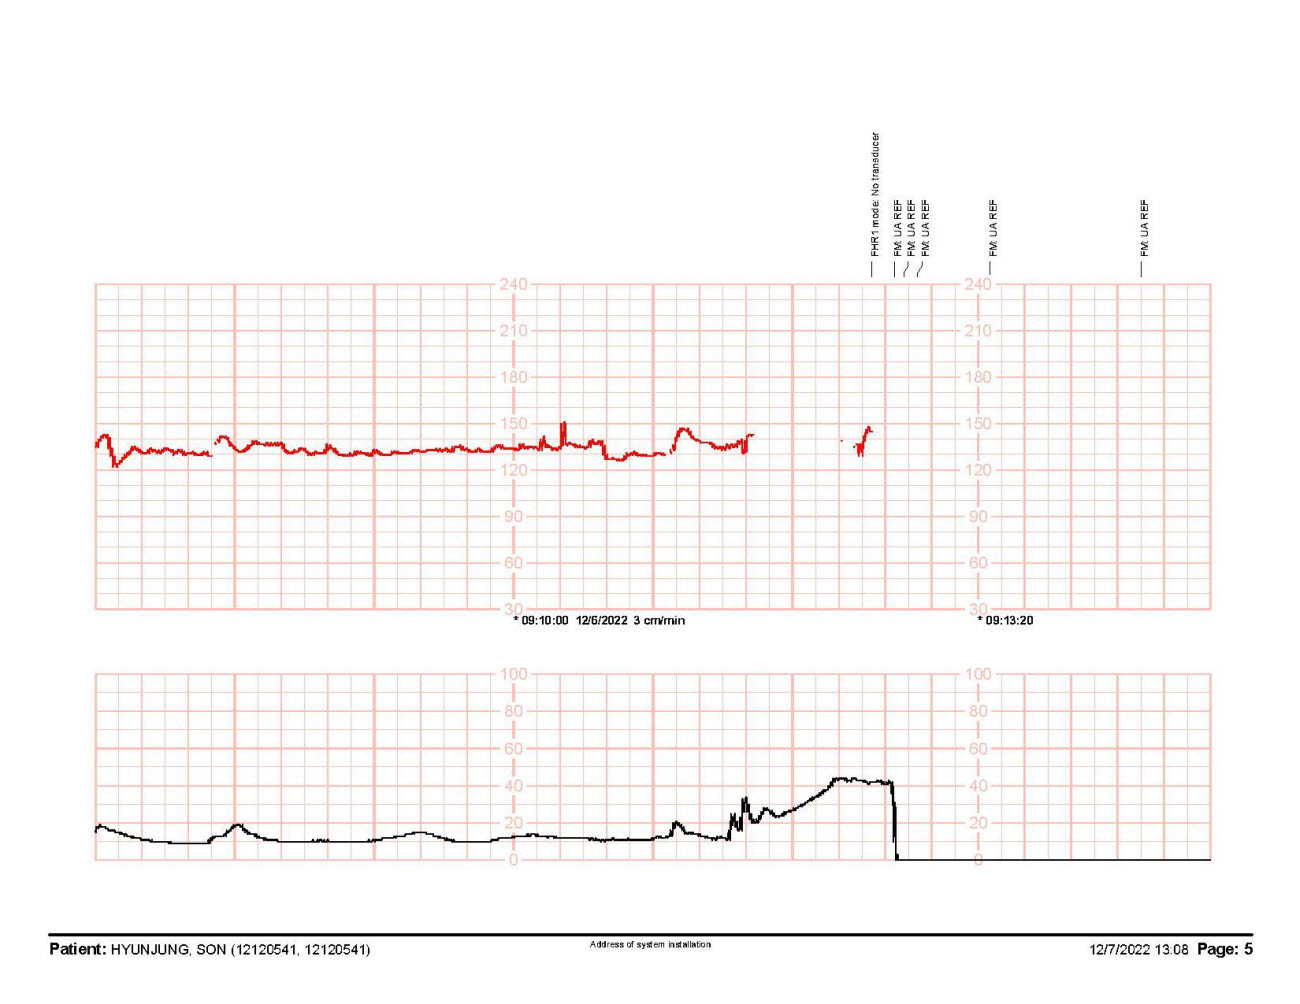 FHR1 mode: No transducer
FM: UA REF
FM: UA REF
FM: UA REF
FM: UA REF
FM: UA REF
240 240
210 210
180 180
150 150
120 120
90 90
60 60
30 30
* 09:10:00 12/6/2022 3 cm/min * 09:13:20
100 100
80 80
60 60
40 40
20 20
0 0
Patient: HYUNJUNG, SON (12120541, 12120541) Address of system installation 12/7/2022 13:08 Page: 5